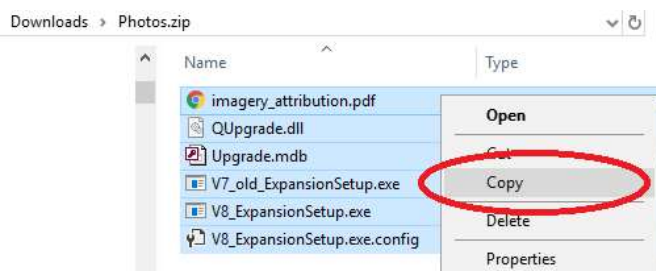 Downloads > Photos.zip
Name Type
imagery_attribution.pdf
QUpgrade.dll
Upgrade.mdb
V7_old_ExpansionSetup.exe
V8_ExpansionSetup.exe
V8_ExpansionSetup.exe.config
Open
Cut
Copy
Delete
Properties